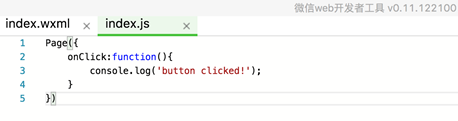 微信web开发者工具 v0.11.122100
index.wxml index.js
1 Page({
2 onClick:function(){
3 console.log('button clicked!');
4 }
5 })